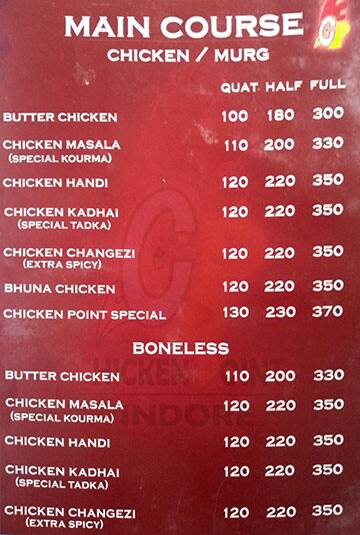 MAIN COURSE
CHICKEN / MURG
QUAT HALF FULL
BUTTER CHICKEN 100 180 300
CHICKEN MASALA 110 200 330
(SPECIAL KOURMA)
CHICKEN HANDI 120 220 350
CHICKEN KADHAI 120 220 350
(SPECIAL TADKA)
CHICKEN CHANGEZI 120 220 350
(EXTRA SPICY)
BHUNA CHICKEN 120 220 350
CHICKEN POINT SPECIAL 130 230 370
BONELESS
BUTTER CHICKEN 110 200 330
CHICKEN MASALA 120 220 350
(SPECIAL KOURMA)
INDORE
CHICKEN HANDI 120 220 350
CHICKEN KADHAI 120 220 350
(SPECIAL TADKA)
CHICKEN CHANGEZI 120 220 350
(EXTRA SPICY)